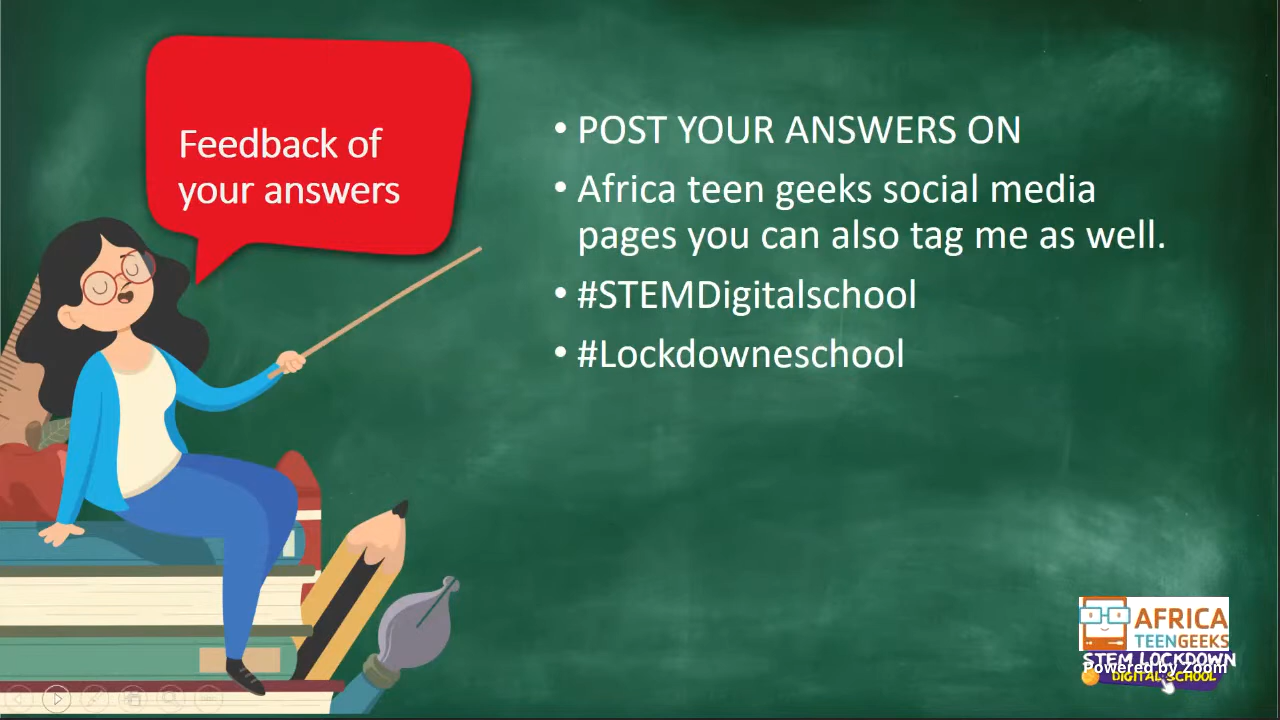 Feedback of
your answers
• POST YOUR ANSWERS ON
• Africa teen geeks social media
pages you can also tag me as well.
• #STEMDigitalschool
• #Lockdowneschool
AFRICA
TEENGEEKS
STEM LOCKDOWN
Powered by Zoom
DIGITAL SCHOOL